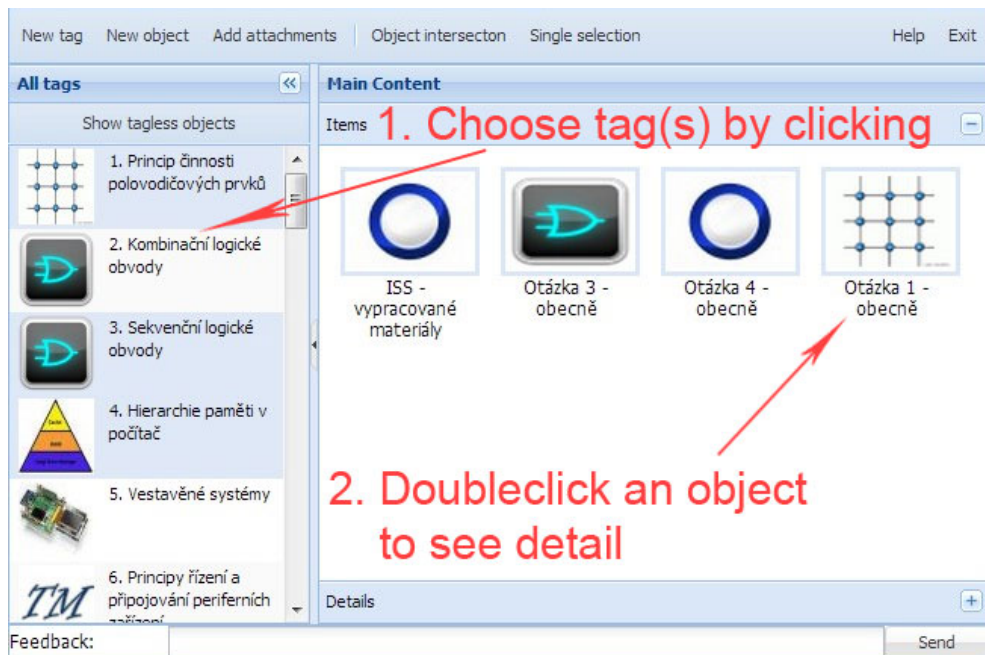 New tag New object Add attachments Object intersecton Single selection Help Exit
All tags
Show tagless objects
1. Princip činnosti
polovodičových prvků
2. Kombinační logické
obvody
3. Sekvenční logické
obvody
4. Hierarchie paměti v
počítač
5. Vestavěné systémy
TM
6. Principy řízení a
připojování periferních
zařízení
Main Content
Items
1. Choose tag(s) by clicking
ISS -
vypracované
materiály
Otázka 3 -
obecně
Otázka 4 -
obecně
Otázka 1 -
obecně
2. Doubleclick an object
to see detail
Details
Feedback:
Send